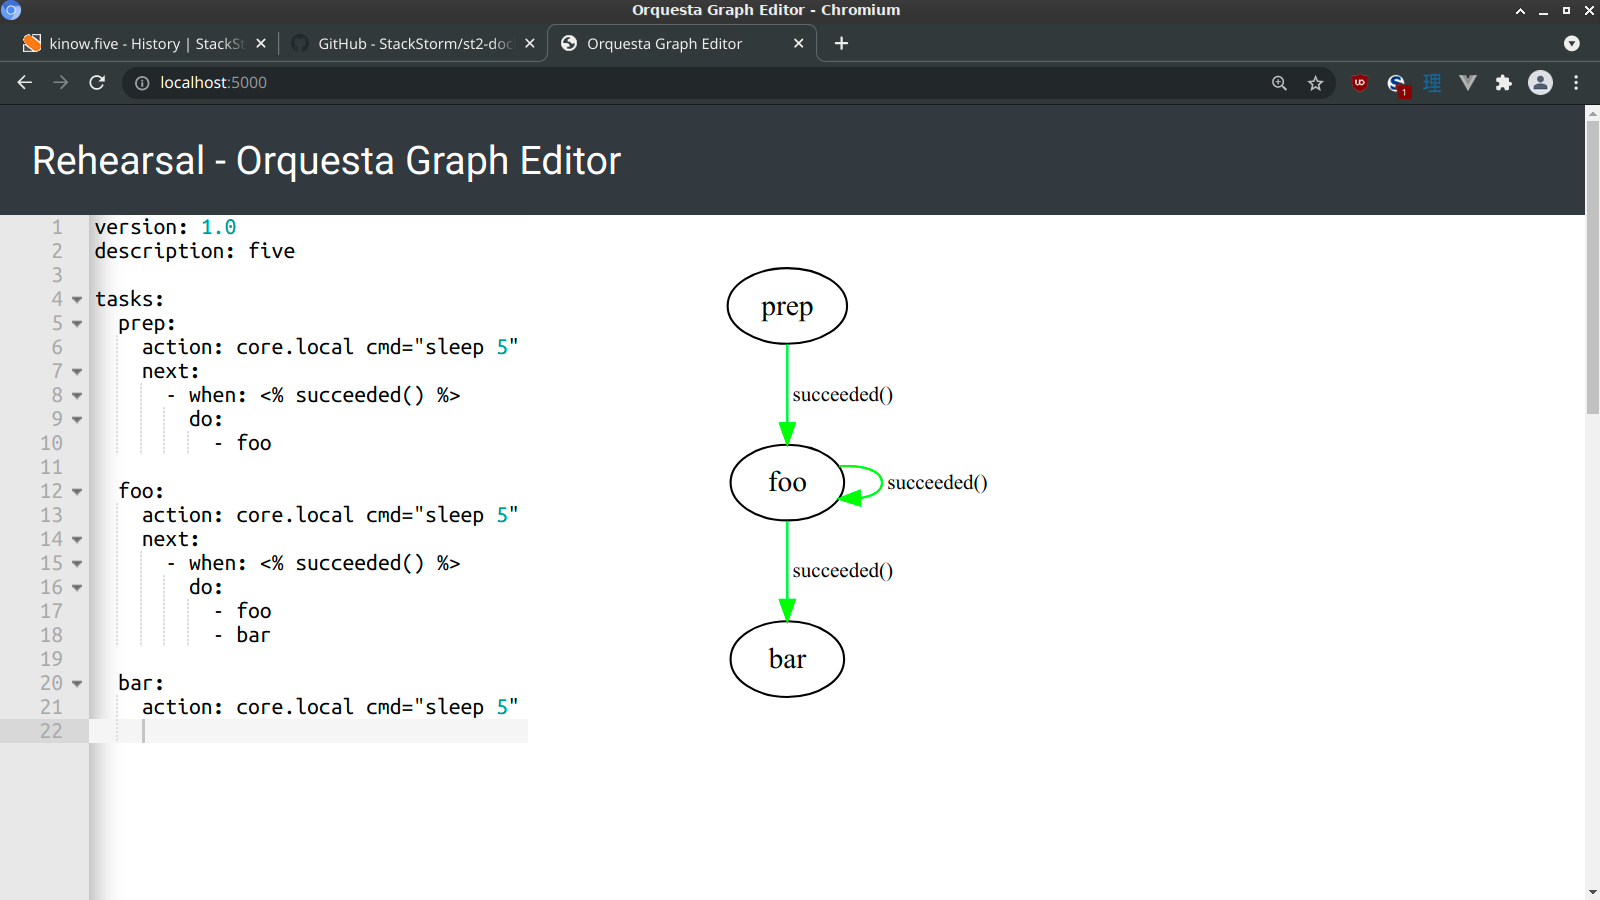 Orquesta Graph Editor - Chromium
kinow.five - History | StackSt
GitHub - StackStorm/st2-doc
Orquesta Graph Editor
localhost:5000
1
理
Rehearsal - Orquesta Graph Editor
1 version: 1.0
2 description: five
3
4 tasks:
5 prep:
6 action: core.local cmd="sleep 5"
7 next:
8 - when: <% succeeded() %>
9 do:
10 - foo
11
12 foo:
13 action: core.local cmd="sleep 5"
14 next:
15 - when: <% succeeded() %>
16 do:
17 - foo
18 - bar
19
20 bar:
21 action: core.local cmd="sleep 5"
22
prep
succeeded()
foo
succeeded()
succeeded()
bar